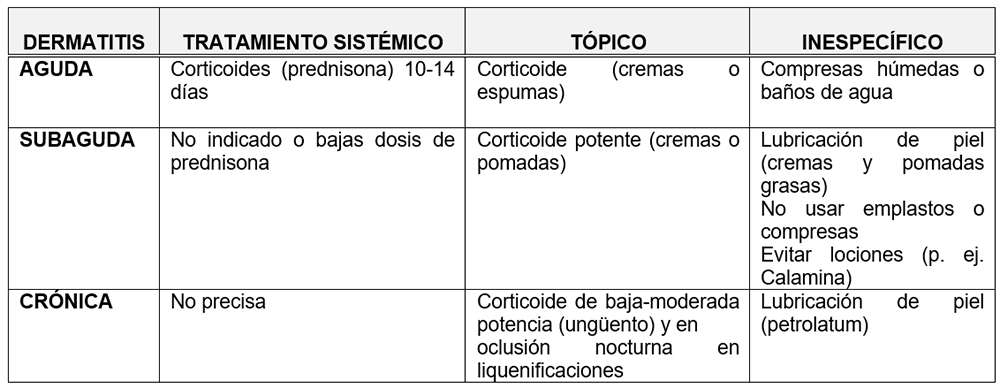 DERMATITIS TRATAMIENTO SISTÉMICO TÓPICO INESPECÍFICO
AGUDA
Corticoides (prednisona) 10-14
días
Corticoide (cremas o
espumas)
Compresas húmedas o
baños de agua
SUBAGUDA
No indicado o bajas dosis de
prednisona
Corticoide potente (cremas o
pomadas)
Lubricación de piel
(cremas y pomadas
grasas)
No usar emplastos o
compresas
Evitar lociones (p. ej.
Calamina)
CRÓNICA
No precisa
Corticoide de baja-moderada
potencia (ungüento) y en
oclusión nocturna en
liquenificaciones
Lubricación de piel
(petrolatum)